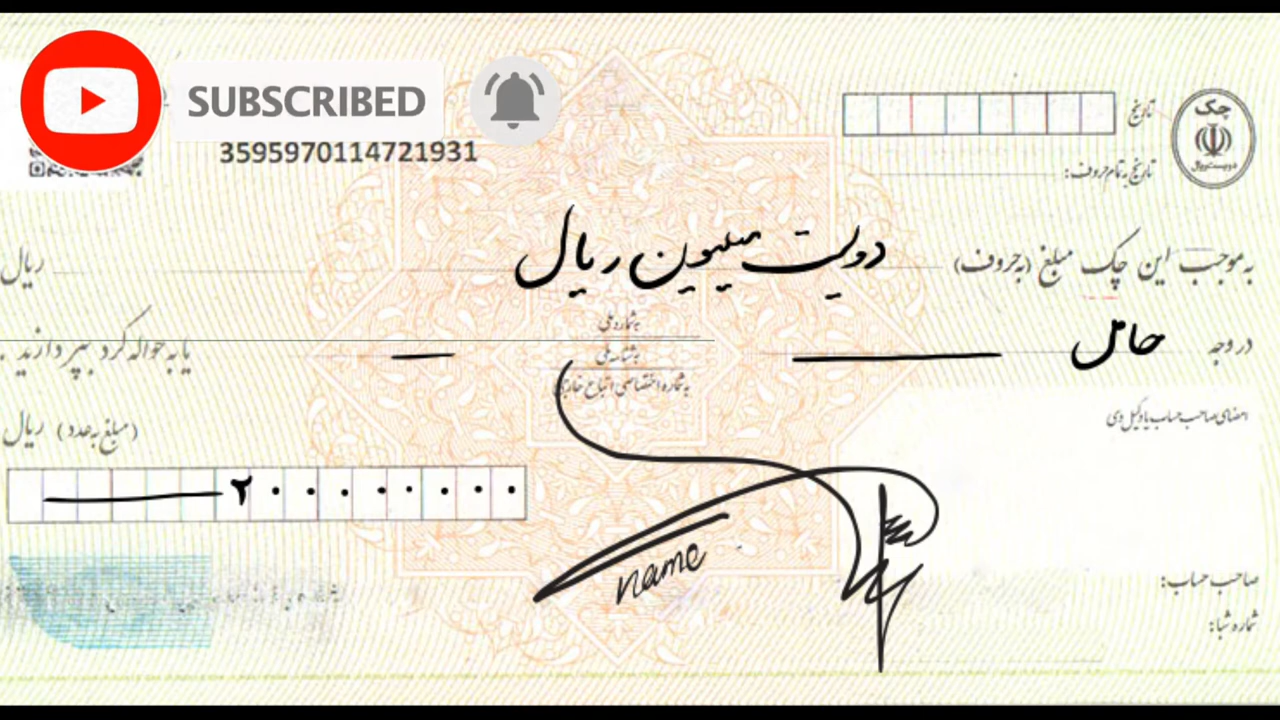 SUBSCRIBED
3595970114721931
چک
تاریخ
تاریخ به تمام حروف:
به موجب این چک مبلغ (به حروف) دویست میلیون ریال ریال
به شماره ملی
در وجه حامل به شناسه ملی یا به حواله کرد بپردازید
به شماره اختصاصی اتباع خارجی
امضای صاحب حساب یا وکیل وی
(مبلغ به عدد) ریال
۲۰۰۰۰۰۰۰۰
name
صاحب حساب:
شماره شبا: